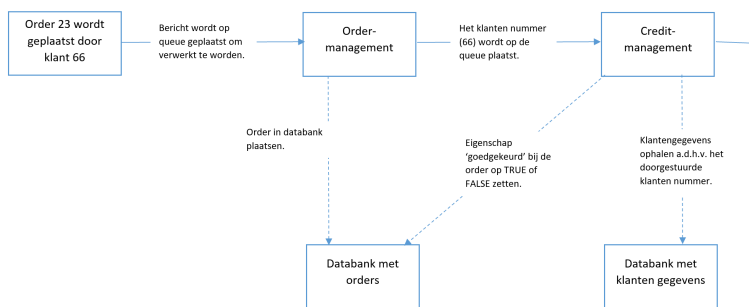 Order 23 wordt
geplaatst door
klant 66
Bericht wordt op
queue geplaatst om
verwerkt te worden.
Order-
management
Het klanten nummer
(66) wordt op de
queue plaatst.
Credit-
management
Order in databank
plaatsen.
Eigenschap
‘goedgekeurd’ bij de
order op TRUE of
FALSE zetten.
Klantengegevens
ophalen a.d.h.v. het
doorgestuurde
klanten nummer.
Databank met
orders
Databank met
klanten gegevens